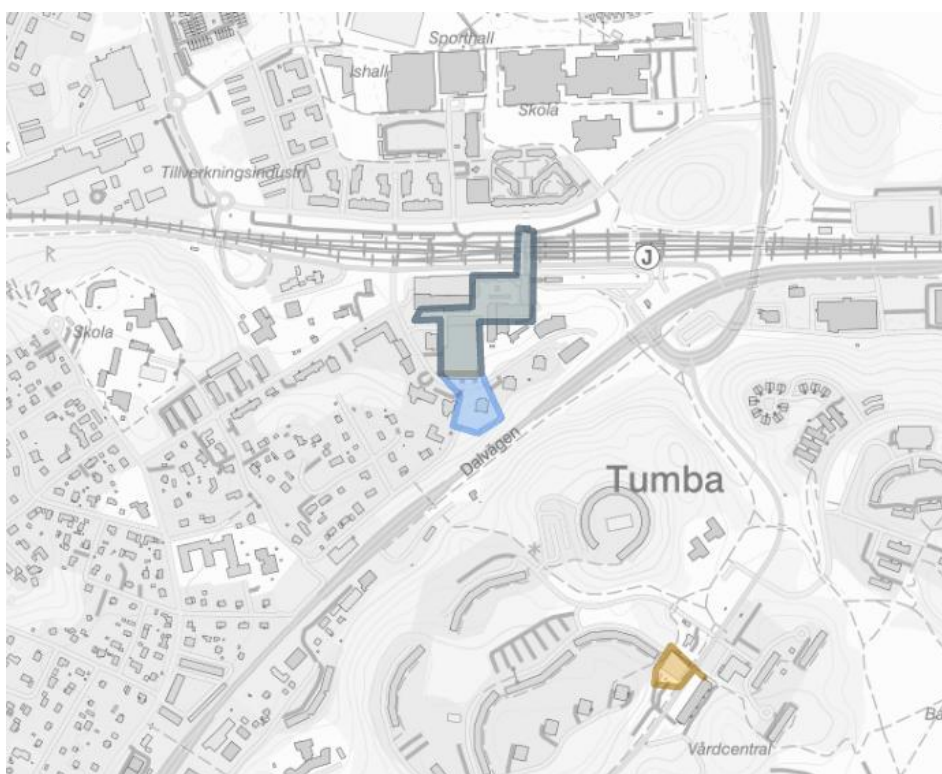 Sporthall
Ishall
Skola
Tillverkningsindustri
J
Skola
Dalvägen
Tumba
Vårdcentral